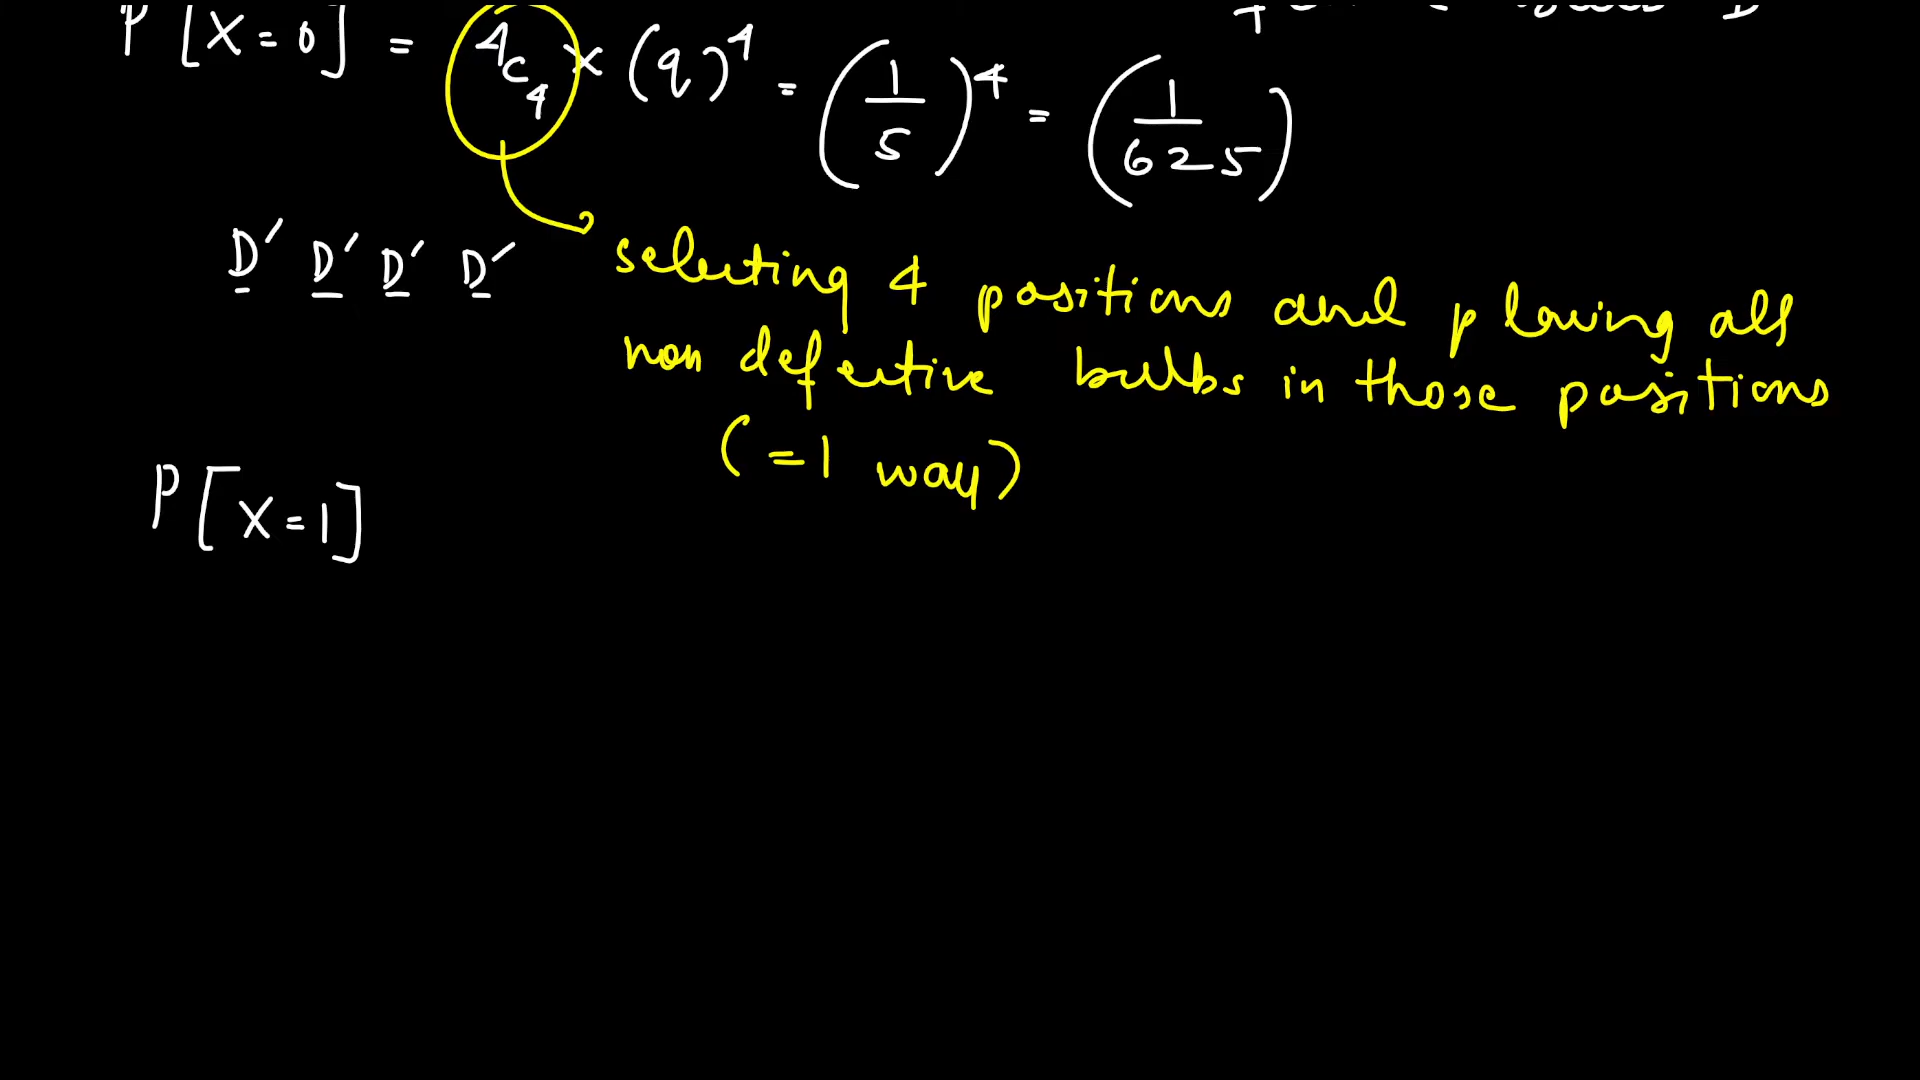 P [X = 0] = 4C4 × (q)^4 = (1/5)^4 = (1/625)
D′ D′ D′ D′
selecting 4 positions and placing all
non defective bulbs in those positions
(= 1 way)
P [X = 1]